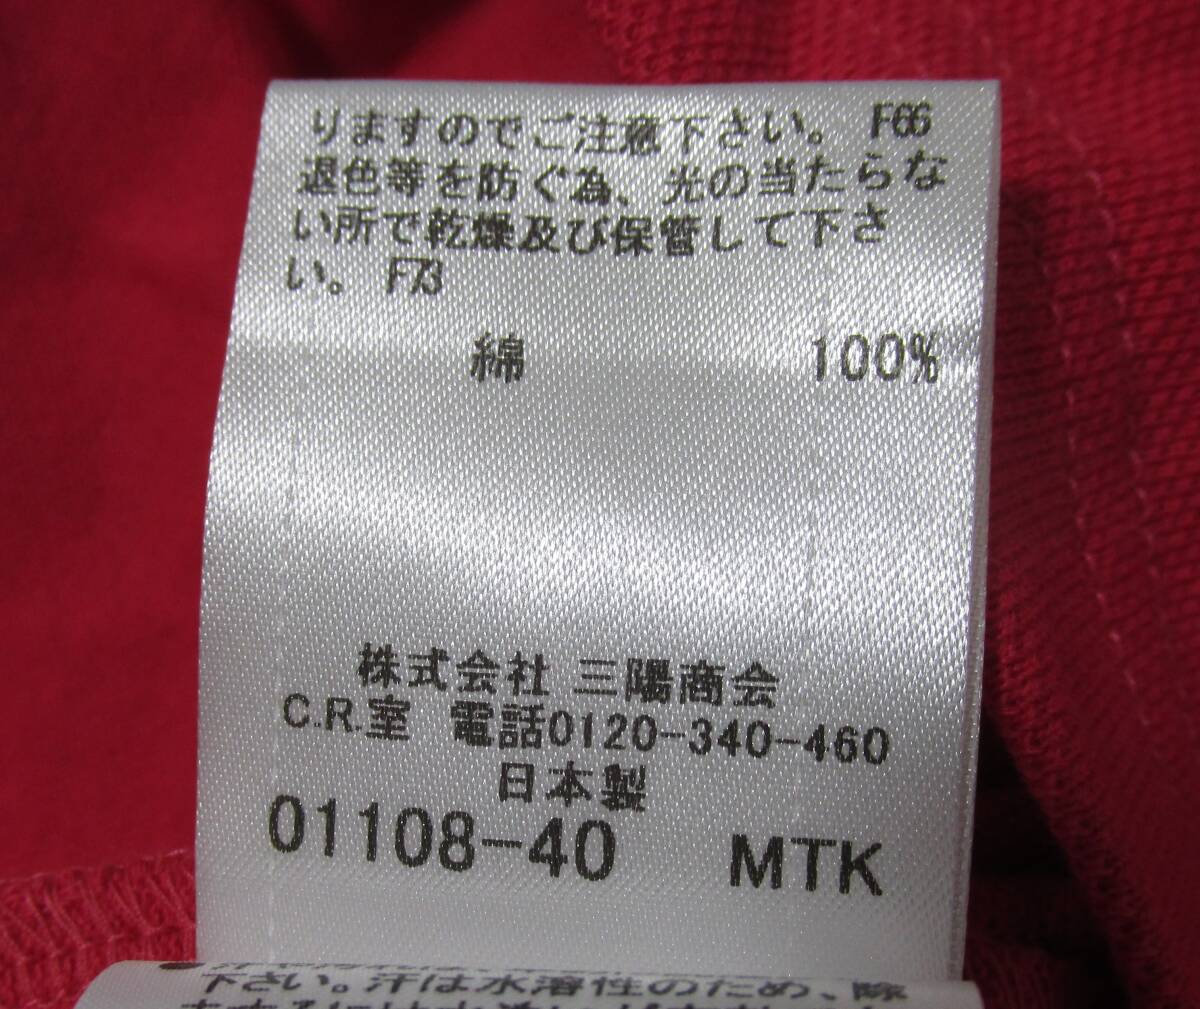 りますのでご注意下さい。 F66
退色等を防ぐ為、光の当たらな
い所で乾燥及び保管して下さ
い。 F73
綿 100%
株式会社 三陽商会
C.R.室 電話0120-340-460
日本製
01108-40 MTK
下さい。汗は水溶性のため、除